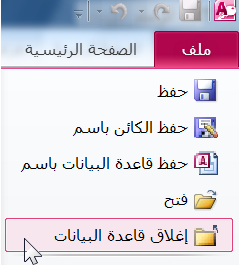 ملف الصفحة الرئيسية
حفظ
حفظ الكائن باسم
حفظ قاعدة البيانات باسم
فتح
إغلاق قاعدة البيانات